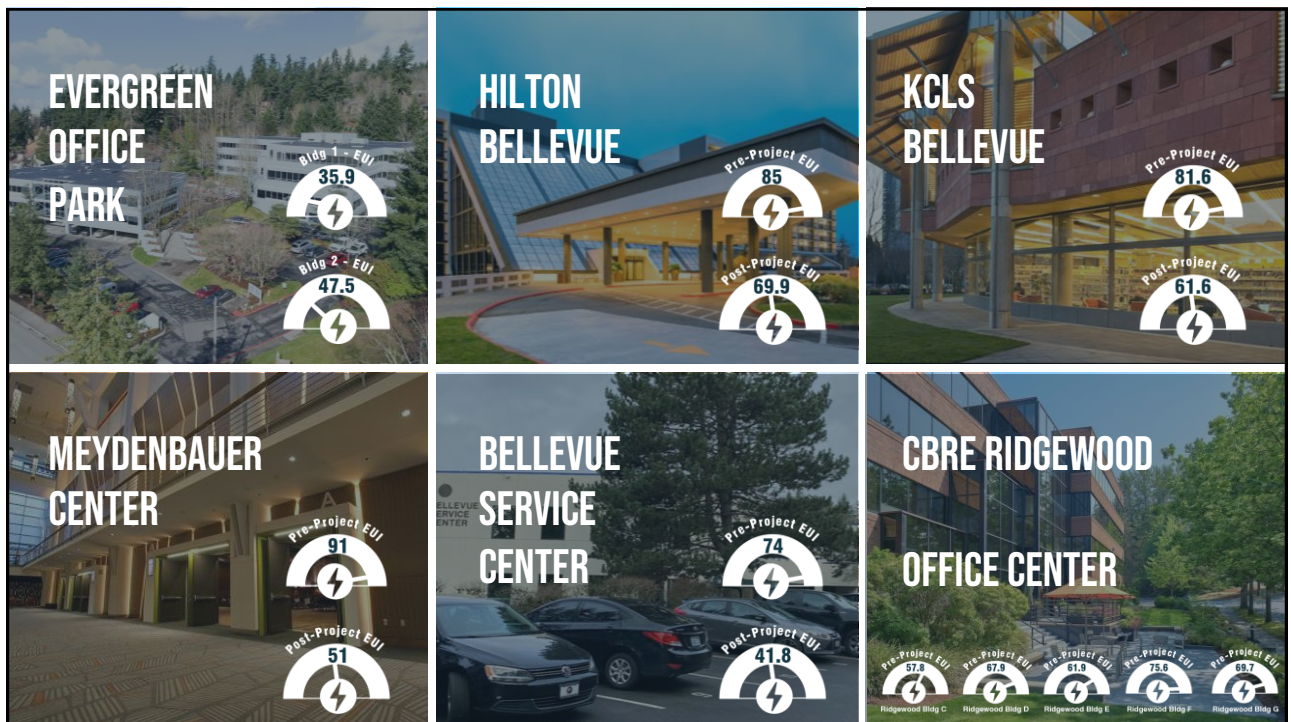 EVERGREEN
OFFICE
PARK
Bldg 1 - EUI
35.9
Bldg 2 - EUI
47.5
HILTON
BELLEVUE
Pre-Project EUI
85
Post-Project EUI
69.9
KCLS
BELLEVUE
Pre-Project EUI
81.6
Post-Project EUI
61.6
MEYDENBAUER
CENTER
A
Pre-Project EUI
91
Post-Project EUI
51
BELLEVUE
SERVICE
CENTER
ELLEVUE
ERVICE
ENTER
Pre-Project EUI
74
Post-Project EUI
41.8
CBRE RIDGEWOOD
OFFICE CENTER
Pre-Project EUI
57.8
Ridgewood Bldg C
Pre-Project EUI
67.9
Ridgewood Bldg D
Pre-Project EUI
61.9
Ridgewood Bldg E
Pre-Project EUI
75.6
Ridgewood Bldg F
Pre-Project EUI
69.7
Ridgewood Bldg G